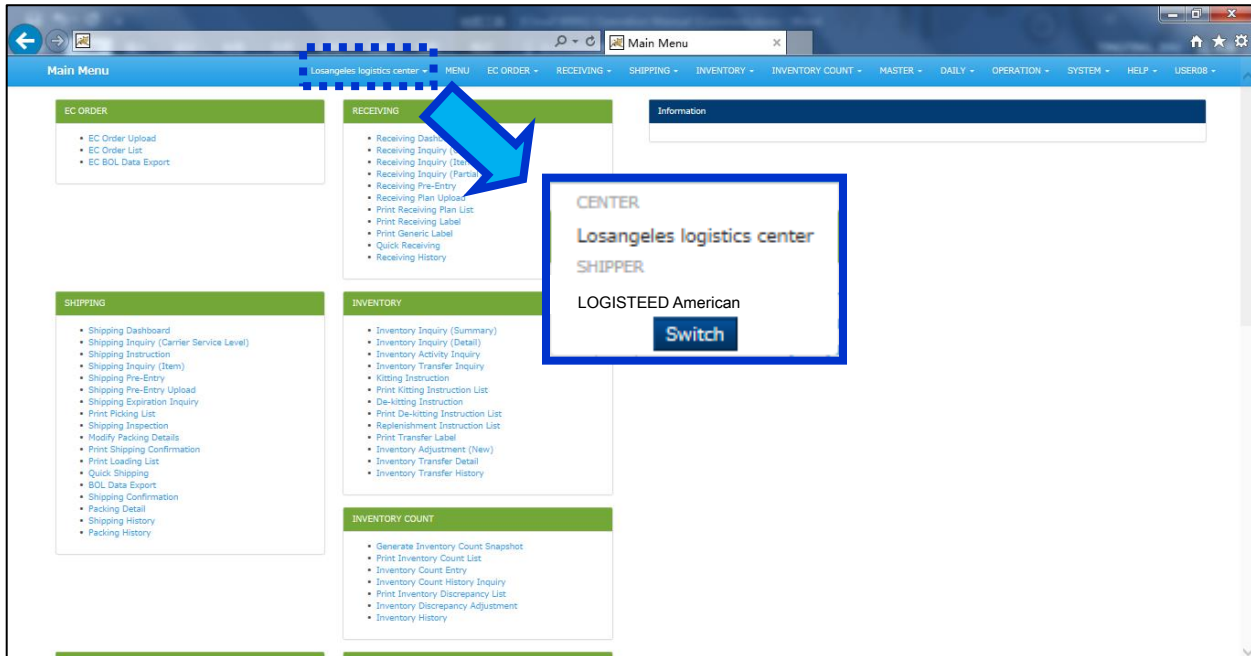 Main Menu
Main Menu
Losangeles logistics center
MENU
EC ORDER
RECEIVING
SHIPPING
INVENTORY
INVENTORY COUNT
MASTER
DAILY
OPERATION
SYSTEM
HELP
USER08
EC ORDER
EC Order Upload
EC Order List
EC BOL Data Export
RECEIVING
Receiving
Receiving Inquiry
Receiving Inquiry
Receiving Inquiry (Partial
Receiving Pre-Entry
Receiving Plan Upload
Print Receiving Plan List
Print Receiving Label
Print Generic Label
Quick Receiving
Receiving History
Information
CENTER
Losangeles logistics center
SHIPPER
LOGISTEED American
Switch
SHIPPING
Shipping Dashboard
Shipping Inquiry (Carrier Service Level)
Shipping Instruction
Shipping Inquiry (Item)
Shipping Pre-Entry
Shipping Pre-Entry Upload
Shipping Expiration Inquiry
Print Picking List
Shipping Inspection
Modify Packing Details
Print Shipping Confirmation
Print Loading List
Quick Shipping
BOL Data Export
Shipping Confirmation
Packing Detail
Shipping History
Packing History
INVENTORY
Inventory Inquiry (Summary)
Inventory Inquiry (Detail)
Inventory Activity Inquiry
Inventory Transfer Inquiry
Kitting Instruction
Print Kitting Instruction List
De-kitting Instruction
Print De-kitting Instruction List
Replenishment Instruction List
Print Transfer Label
Inventory Adjustment (New)
Inventory Transfer Detail
Inventory Transfer History
INVENTORY COUNT
Generate Inventory Count Snapshot
Print Inventory Count List
Inventory Count Entry
Inventory Count History Inquiry
Print Inventory Discrepancy List
Inventory Discrepancy Adjustment
Inventory History